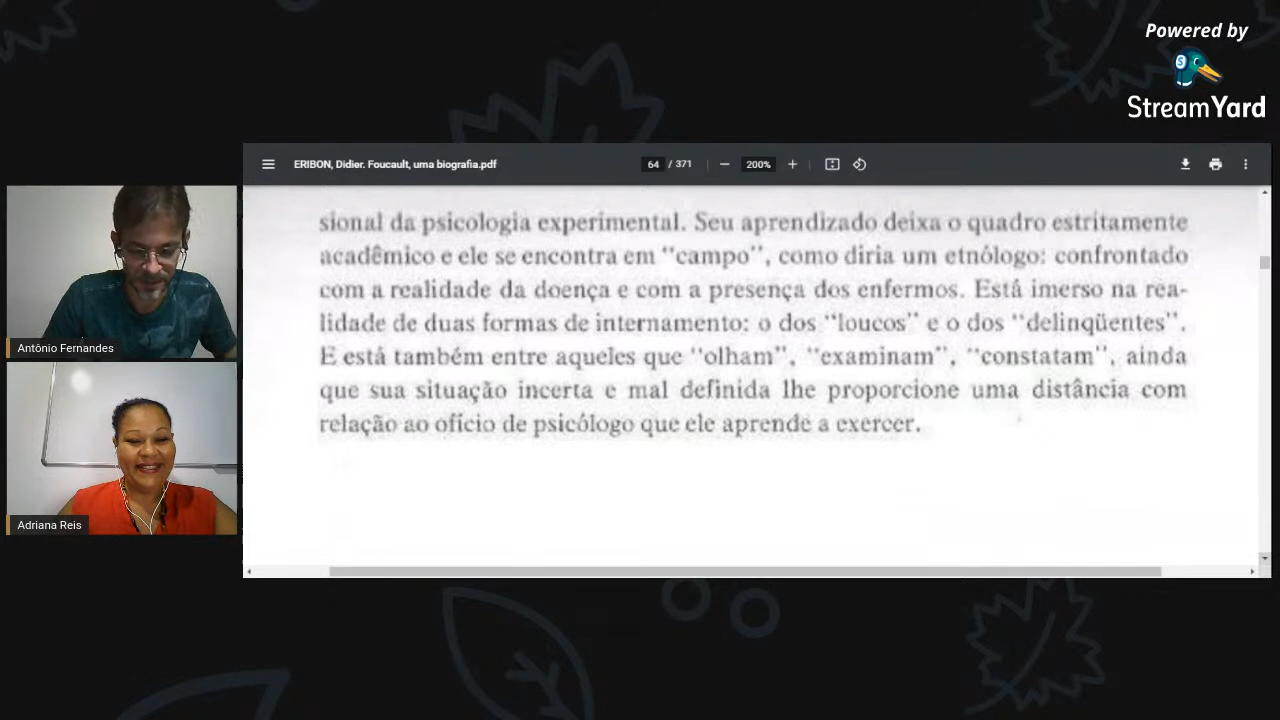 Powered by
StreamYard
ERIBON, Didier. Foucault, uma biografia.pdf
64 / 371
200%
sional da psicologia experimental. Seu aprendizado deixa o quadro estritamente
acadêmico e ele se encontra em "campo", como diria um etnólogo: confrontado
com a realidade da doença e com a presença dos enfermos. Está imerso na rea-
lidade de duas formas de internamento: o dos "loucos" e o dos "delinqüentes".
E está também entre aqueles que "olham", "examinam", "constatam", ainda
que sua situação incerta e mal definida lhe proporcione uma distância com
relação ao ofício de psicólogo que ele aprende a exercer.
Antônio Fernandes
Adriana Reis